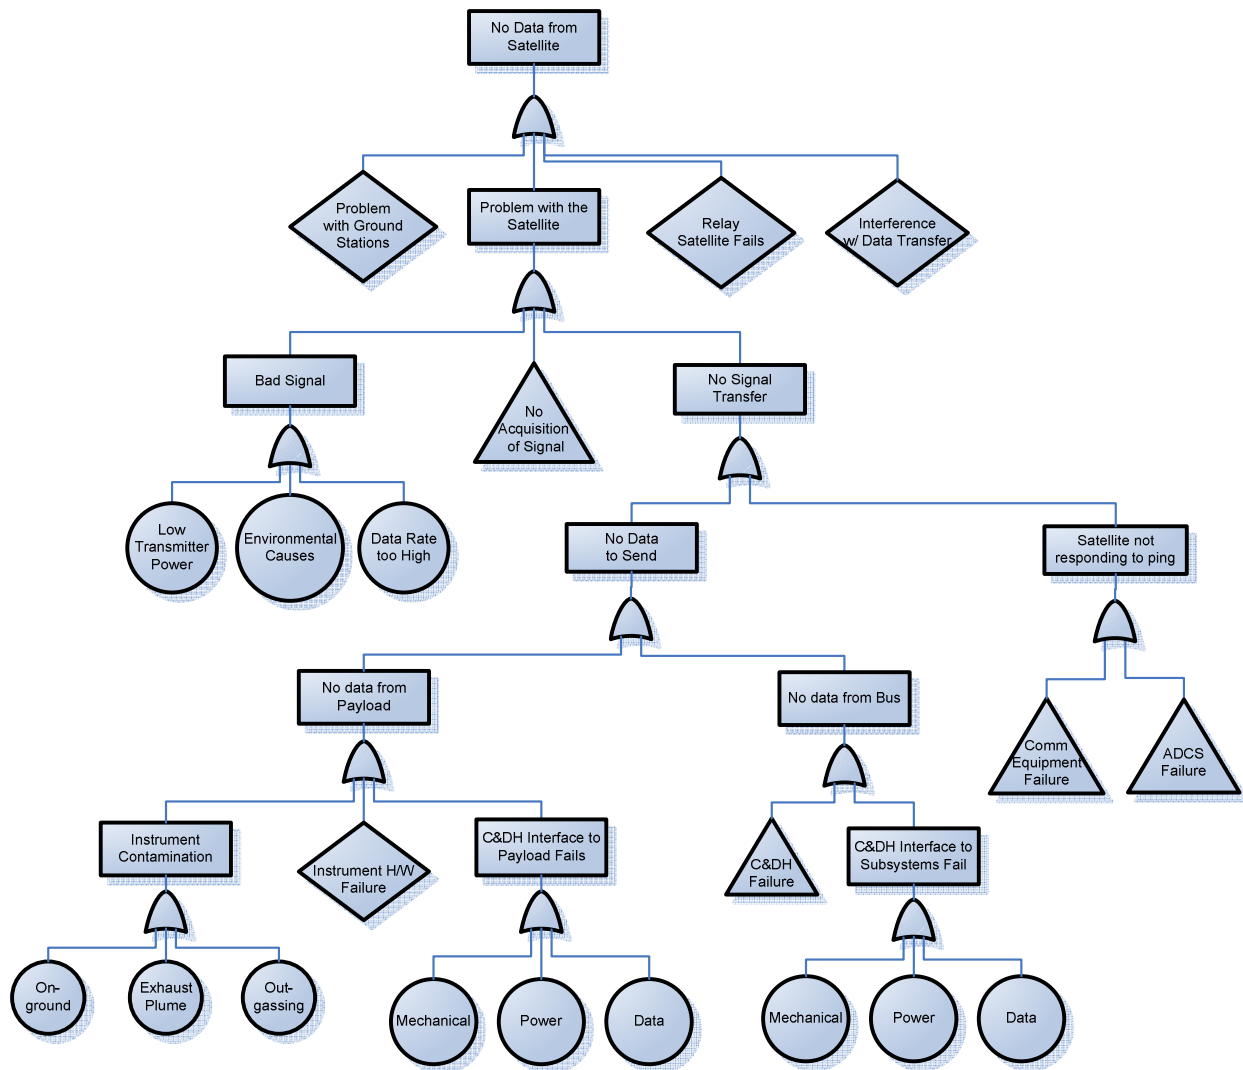 No Data from
Satellite
Problem
with Ground
Stations
Problem with the
Satellite
Relay
Satellite Fails
Interference
w/ Data Transfer
Bad Signal
No
Acquisition
of Signal
No Signal
Transfer
Low
Transmitter
Power
Environmental
Causes
Data Rate
too High
No Data
to Send
Satellite not
responding to ping
No data from
Payload
No data from Bus
Comm
Equipment
Failure
ADCS
Failure
Instrument
Contamination
Instrument H/W
Failure
C&DH Interface to
Payload Fails
C&DH
Failure
C&DH Interface to
Subsystems Fail
On-
ground
Exhaust
Plume
Out-
gassing
Mechanical
Power
Data
Mechanical
Power
Data